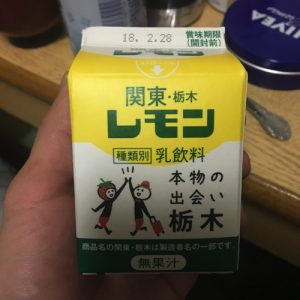 18. 2.28
賞味期限
(開封前)
NIVEA
関東・栃木
レモン
種類別 乳飲料
本物の
出会い
栃木
商品名の関東・栃木は製造者名の一部です。
無果汁